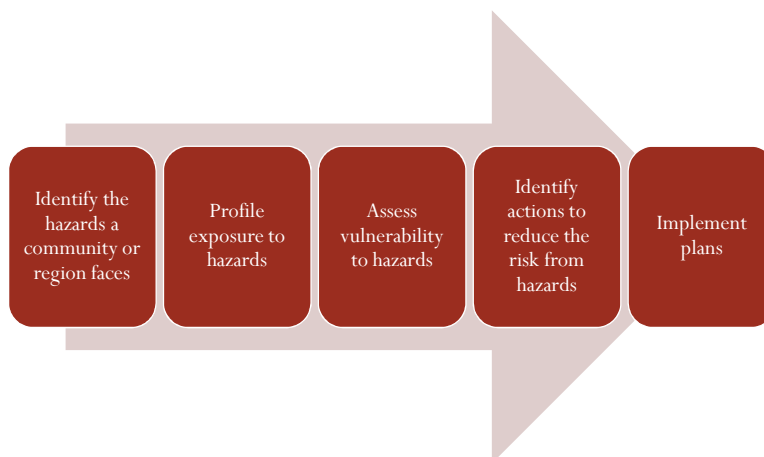 Identify the
hazards a
community or
region faces
Profile
exposure to
hazards
Assess
vulnerability
to hazards
Identify
actions to
reduce the
risk from
hazards
Implement
plans